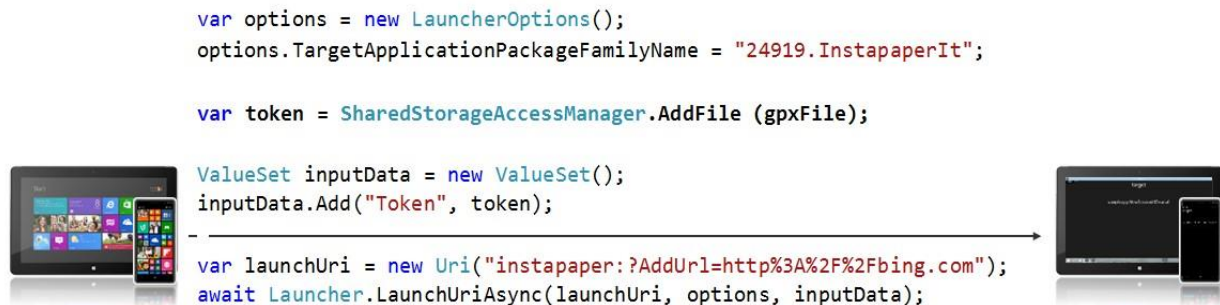 var options = new LauncherOptions();
options.TargetApplicationPackageFamilyName = "24919.InstapaperIt";
var token = SharedStorageAccessManager.AddFile (gpxFile);
ValueSet inputData = new ValueSet();
inputData.Add("Token", token);
Start
target
var launchUri = new Uri("instapaper:?AddUrl=http%3A%2F%2Fbing.com");
await Launcher.LaunchUriAsync(launchUri, options, inputData);